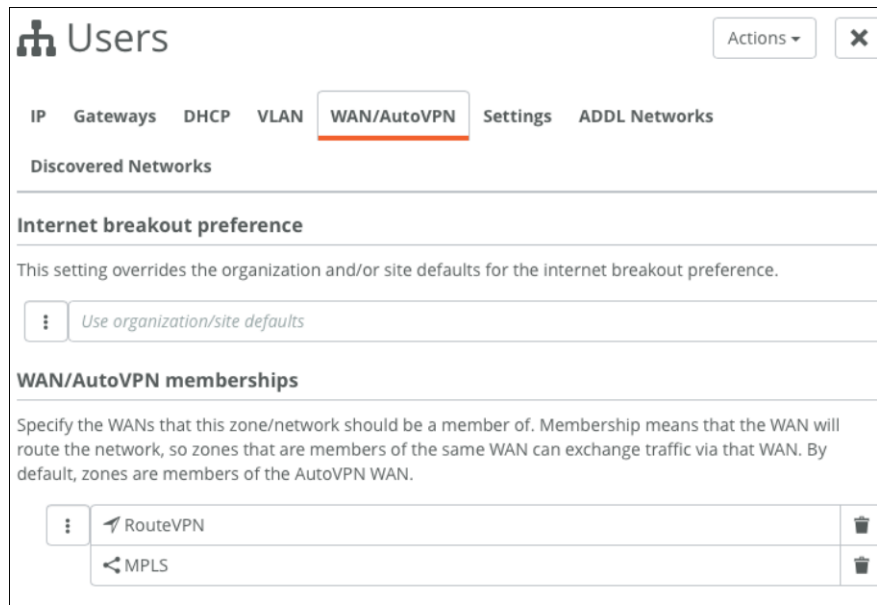 Users
Actions
IP Gateways DHCP VLAN WAN/AutoVPN Settings ADDL Networks
Discovered Networks
Internet breakout preference
This setting overrides the organization and/or site defaults for the internet breakout preference.
Use organization/site defaults
WAN/AutoVPN memberships
Specify the WANs that this zone/network should be a member of. Membership means that the WAN will
route the network, so zones that are members of the same WAN can exchange traffic via that WAN. By
default, zones are members of the AutoVPN WAN.
RouteVPN
MPLS